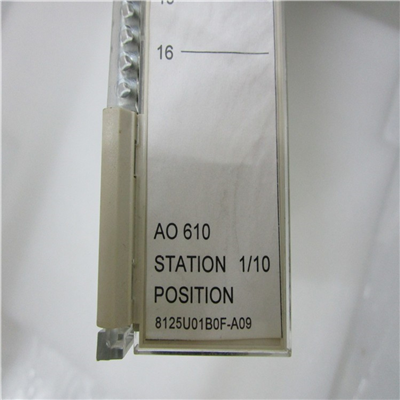 16
AO 610
STATION 1/10
POSITION
8125U01B0F-A09